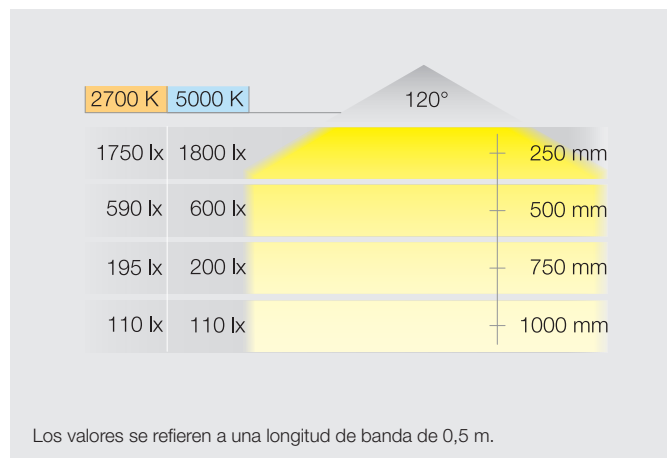 2700 K 5000 K 120°
1750 lx 1800 lx 250 mm
590 lx 600 lx 500 mm
195 lx 200 lx 750 mm
110 lx 110 lx 1000 mm
Los valores se refieren a una longitud de banda de 0,5 m.